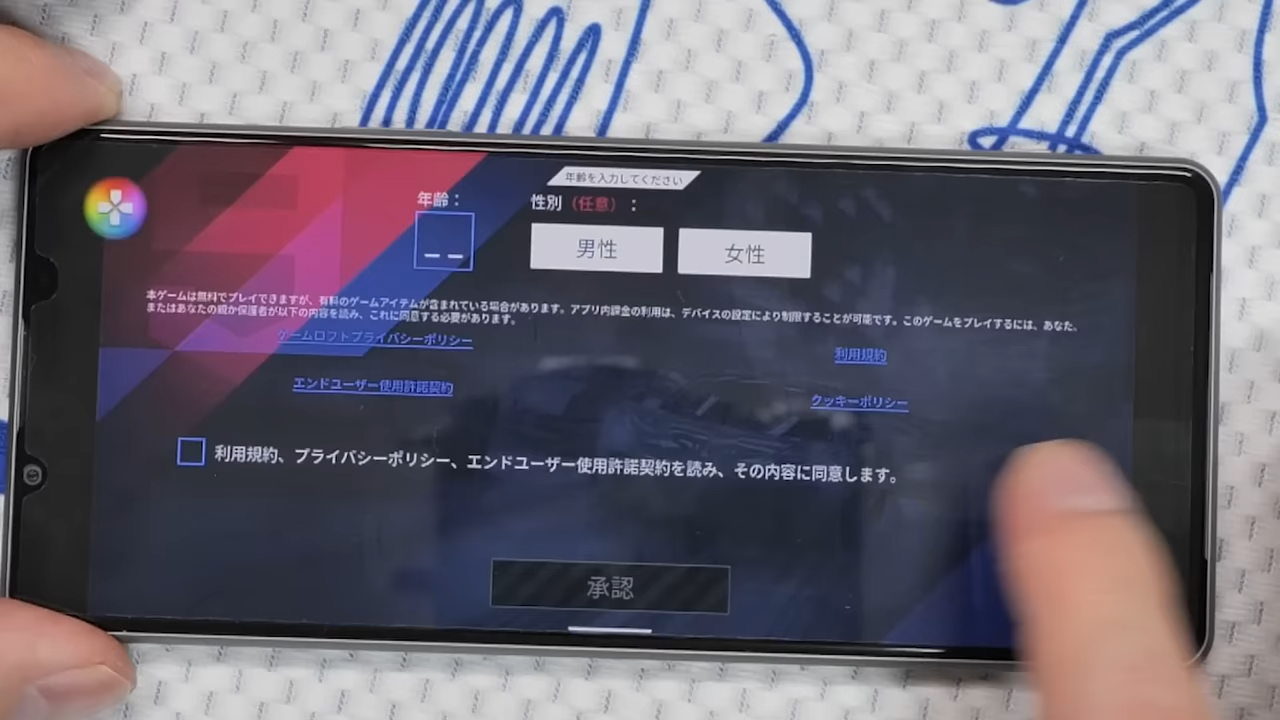 年齢を入力してください
年齢：
性別（任意）：
男性
女性
本ゲームは無料でプレイできますが、有料のゲームアイテムが含まれている場合があります。アプリ内課金の利用は、デバイスの設定により制限することが可能です。このゲームをプレイするには、あなた、
またはあなたの親か保護者が以下の内容を読み、これに同意する必要があります。
ゲームロフトプライバシーポリシー
利用規約
エンドユーザー使用許諾契約
クッキーポリシー
利用規約、プライバシーポリシー、エンドユーザー使用許諾契約を読み、その内容に同意します。
承認